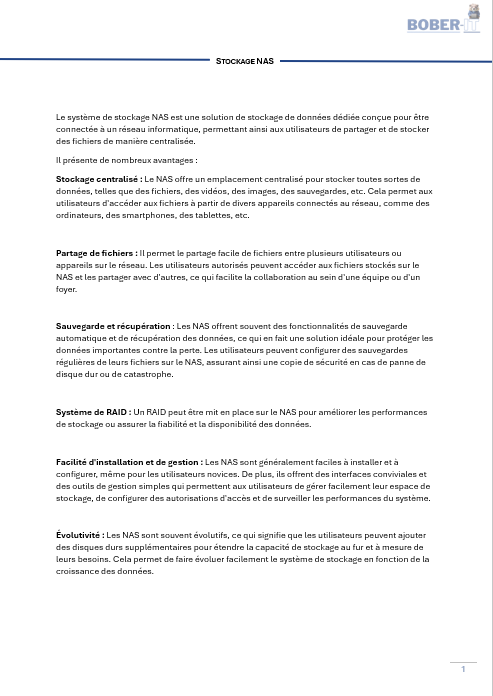 BOBER-IT
STOCKAGE NAS
Le système de stockage NAS est une solution de stockage de données dédiée conçue pour être
connectée à un réseau informatique, permettant ainsi aux utilisateurs de partager et de stocker
des fichiers de manière centralisée.
Il présente de nombreux avantages :
Stockage centralisé : Le NAS offre un emplacement centralisé pour stocker toutes sortes de
données, telles que des fichiers, des vidéos, des images, des sauvegardes, etc. Cela permet aux
utilisateurs d'accéder aux fichiers à partir de divers appareils connectés au réseau, comme des
ordinateurs, des smartphones, des tablettes, etc.
Partage de fichiers : Il permet le partage facile de fichiers entre plusieurs utilisateurs ou
appareils sur le réseau. Les utilisateurs autorisés peuvent accéder aux fichiers stockés sur le
NAS et les partager avec d'autres, ce qui facilite la collaboration au sein d'une équipe ou d'un
foyer.
Sauvegarde et récupération : Les NAS offrent souvent des fonctionnalités de sauvegarde
automatique et de récupération des données, ce qui en fait une solution idéale pour protéger les
données importantes contre la perte. Les utilisateurs peuvent configurer des sauvegardes
régulières de leurs fichiers sur le NAS, assurant ainsi une copie de sécurité en cas de panne de
disque dur ou de catastrophe.
Système de RAID : Un RAID peut être mit en place sur le NAS pour améliorer les performances
de stockage ou assurer la fiabilité et la disponibilité des données.
Facilité d'installation et de gestion : Les NAS sont généralement faciles à installer et à
configurer, même pour les utilisateurs novices. De plus, ils offrent des interfaces conviviales et
des outils de gestion simples qui permettent aux utilisateurs de gérer facilement leur espace de
stockage, de configurer des autorisations d'accès et de surveiller les performances du système.
Évolutivité : Les NAS sont souvent évolutifs, ce qui signifie que les utilisateurs peuvent ajouter
des disques durs supplémentaires pour étendre la capacité de stockage au fur et à mesure de
leurs besoins. Cela permet de faire évoluer facilement le système de stockage en fonction de la
croissance des données.
1